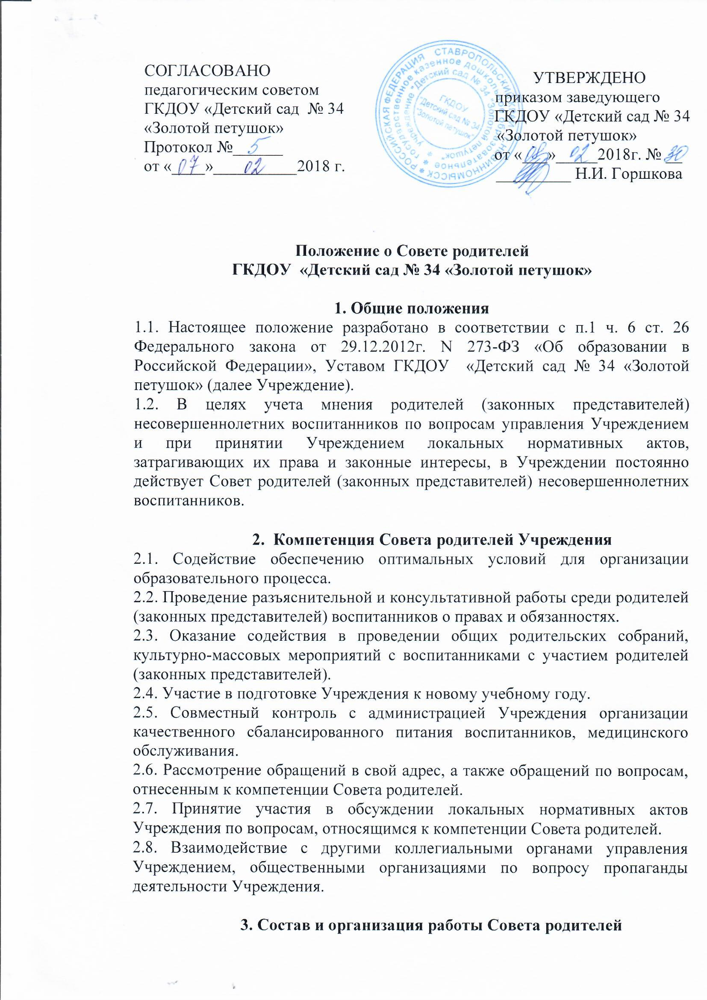 СОГЛАСОВАНО
педагогическим советом
ГКДОУ «Детский сад № 34
«Золотой петушок»
Протокол № 5
от « 07 » 02 2018 г.
РОССИЙСКАЯ ФЕДЕРАЦИЯ СТАВРОПОЛЬСКИЙ КРАЙ г. НЕВИННОМЫССК
государственное казенное дошкольное образовательное
учреждение "Детский сад № 34 "Золотой петушок"
ГКДОУ
"Детский сад № 34
"Золотой петушок"
УТВЕРЖДЕНО
приказом заведующего
ГКДОУ «Детский сад № 34
«Золотой петушок»
от « 08 » 02 2018г. № 30
Н.И. Горшкова
Положение о Совете родителей
ГКДОУ «Детский сад № 34 «Золотой петушок»
1. Общие положения
1.1. Настоящее положение разработано в соответствии с п.1 ч. 6 ст. 26
Федерального закона от 29.12.2012г. N 273-ФЗ «Об образовании в
Российской Федерации», Уставом ГКДОУ «Детский сад № 34 «Золотой
петушок» (далее Учреждение).
1.2. В целях учета мнения родителей (законных представителей)
несовершеннолетних воспитанников по вопросам управления Учреждением
и при принятии Учреждением локальных нормативных актов,
затрагивающих их права и законные интересы, в Учреждении постоянно
действует Совет родителей (законных представителей) несовершеннолетних
воспитанников.
2. Компетенция Совета родителей Учреждения
2.1. Содействие обеспечению оптимальных условий для организации
образовательного процесса.
2.2. Проведение разъяснительной и консультативной работы среди родителей
(законных представителей) воспитанников о правах и обязанностях.
2.3. Оказание содействия в проведении общих родительских собраний,
культурно-массовых мероприятий с воспитанниками с участием родителей
(законных представителей).
2.4. Участие в подготовке Учреждения к новому учебному году.
2.5. Совместный контроль с администрацией Учреждения организации
качественного сбалансированного питания воспитанников, медицинского
обслуживания.
2.6. Рассмотрение обращений в свой адрес, а также обращений по вопросам,
отнесенным к компетенции Совета родителей.
2.7. Принятие участия в обсуждении локальных нормативных актов
Учреждения по вопросам, относящимся к компетенции Совета родителей.
2.8. Взаимодействие с другими коллегиальными органами управления
Учреждением, общественными организациями по вопросу пропаганды
деятельности Учреждения.
3. Состав и организация работы Совета родителей